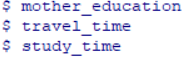 $ mother_education
$ travel_time
$ study_time